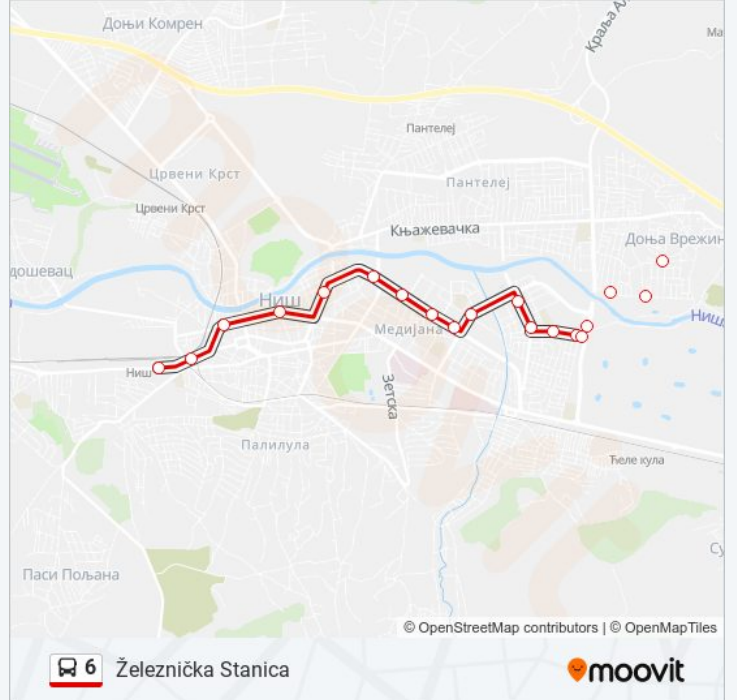 Доњи Комрен
Краља Ал
Ма
Пантелеј
Црвени Крст
Пантелеј
Црвени Крст
Књажевачка
Доња Врежин
дошевац
Ниш
Ниш
Медијана
Ниш
Зетска
Палилула
Ћеле кула
Су
Паси Пољана
© OpenStreetMap contributors | © OpenMapTiles
6 Železnička Stanica
moovit